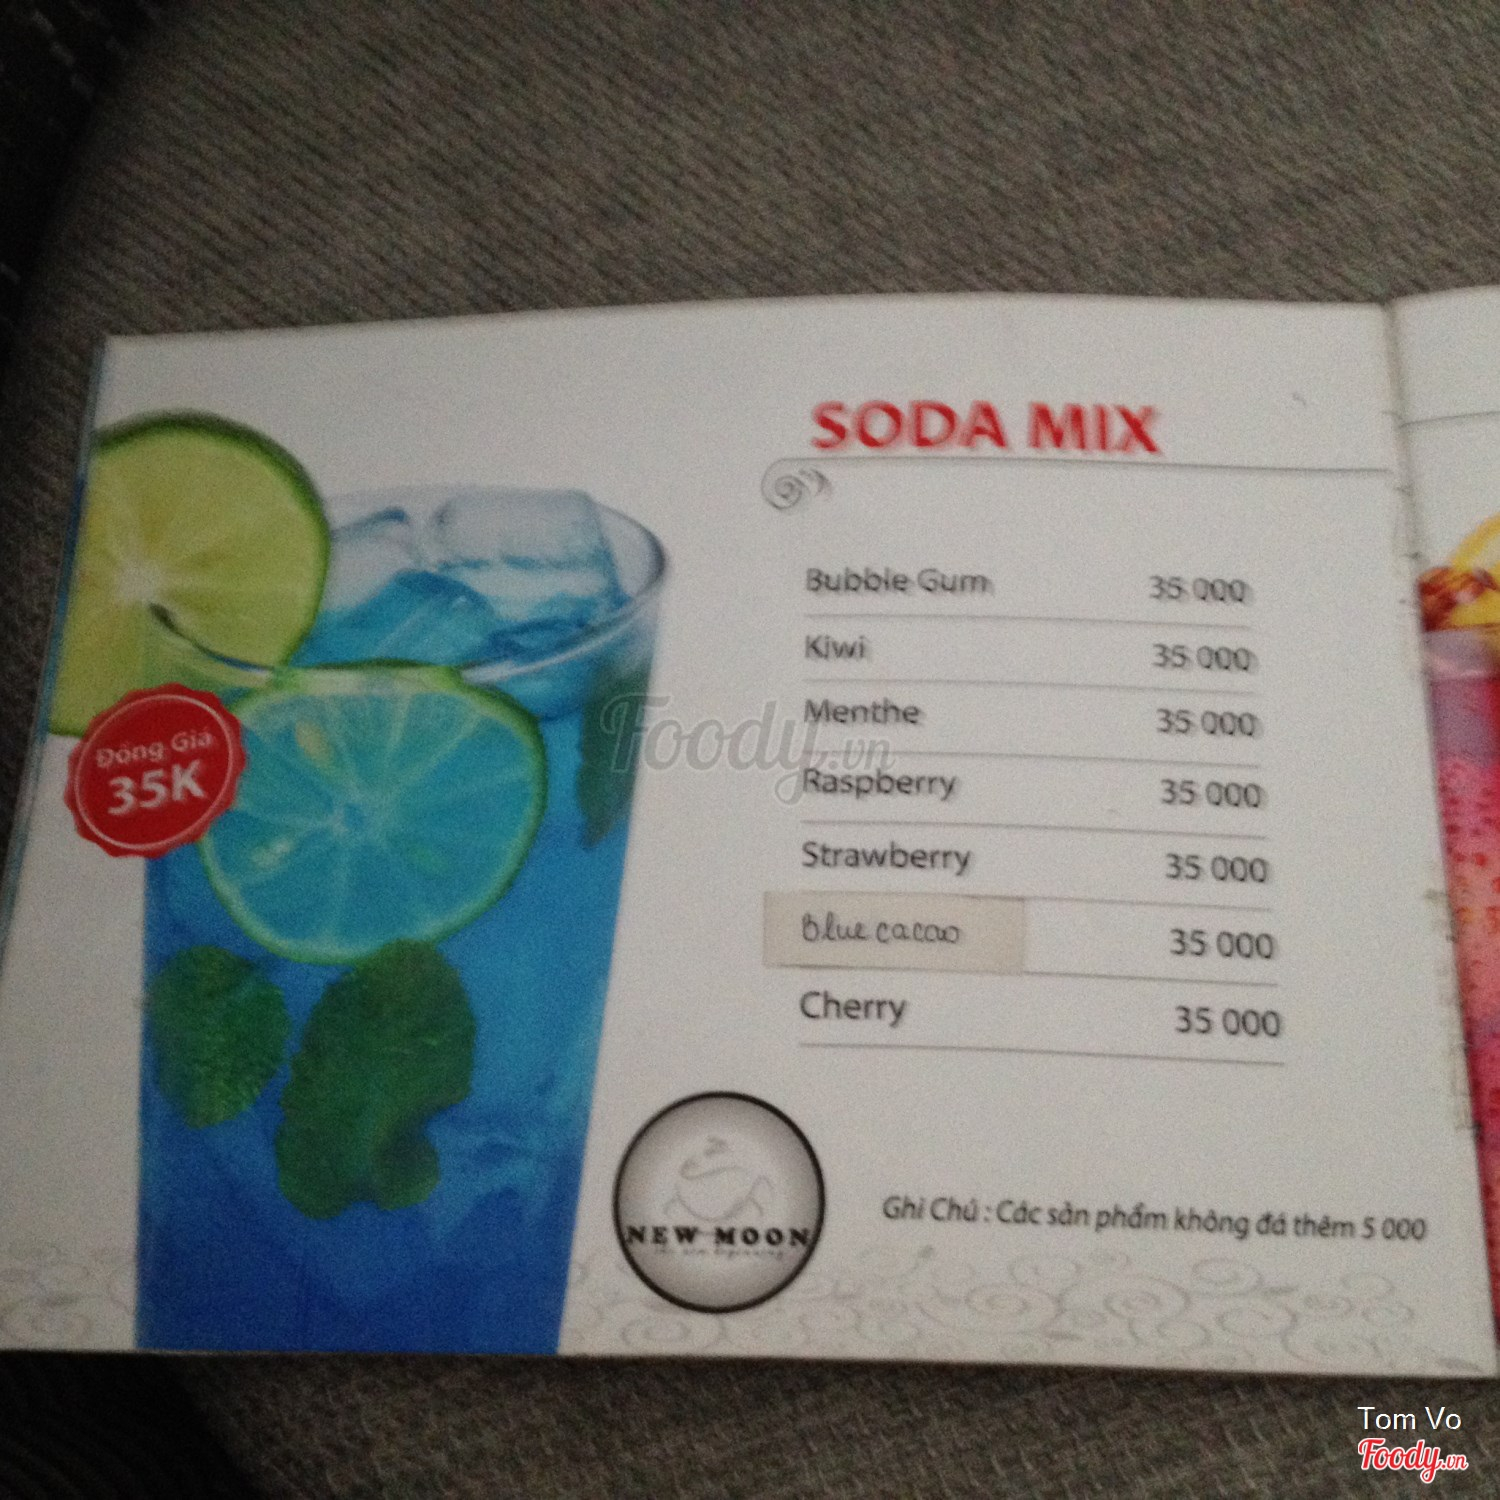 SODA MIX
Bubble Gum 35 000
Kiwi 35 000
Menthe 35 000
Raspberry 35 000
Strawberry 35 000
Blue cacao 35 000
Cherry 35 000
Đồng Giá
35K
Foody.vn
NEW MOON
Ghi Chú : Các sản phẩm không đá thêm 5 000
Tom Vo
Foody.vn